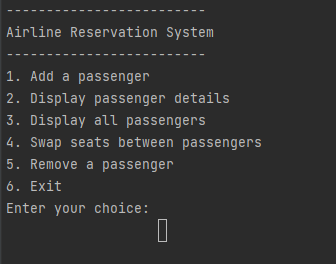 -------------------------
Airline Reservation System
-------------------------
1. Add a passenger
2. Display passenger details
3. Display all passengers
4. Swap seats between passengers
5. Remove a passenger
6. Exit
Enter your choice: